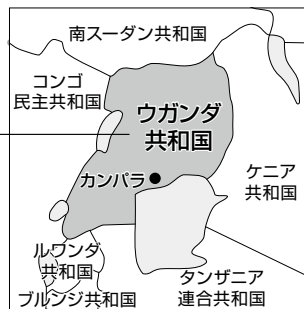 南スーダン共和国
コンゴ
民主共和国
ウガンダ
共和国
カンパラ
ケニア
共和国
ルワンダ
共和国
タンザニア
連合共和国
ブルンジ共和国